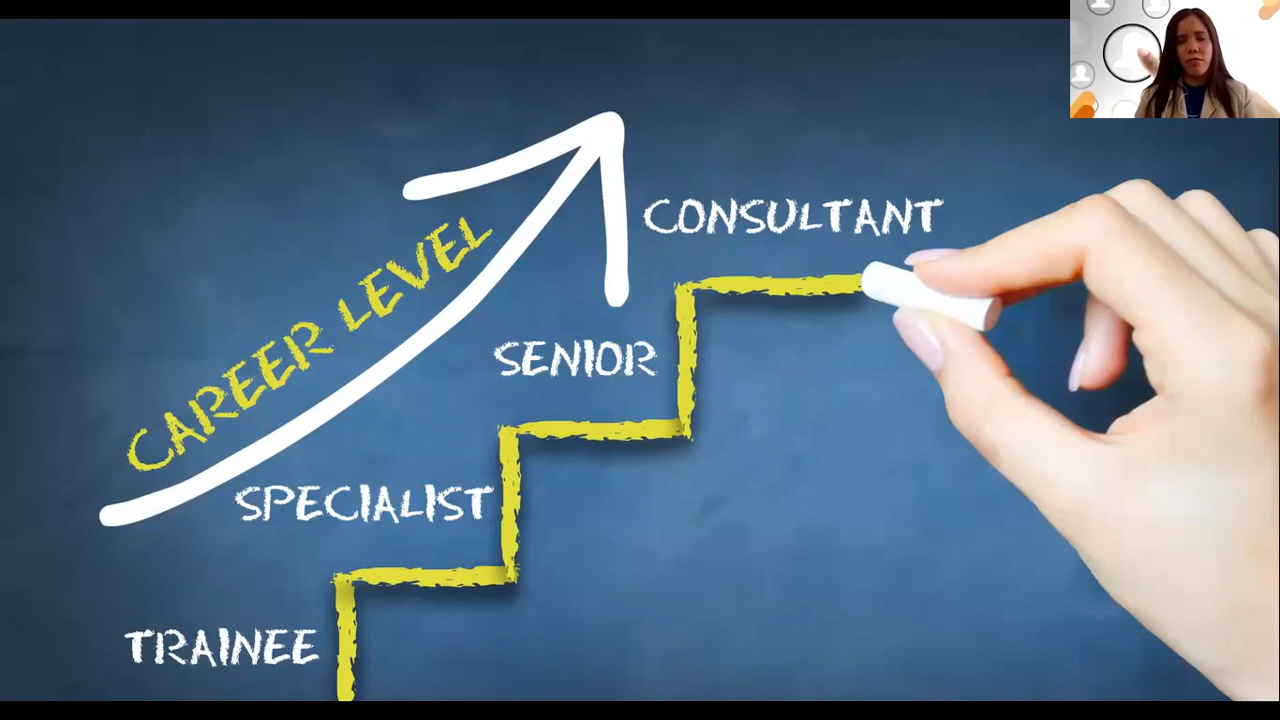 CONSULTANT
CAREER LEVEL
SENIOR
SPECIALIST
TRAINEE